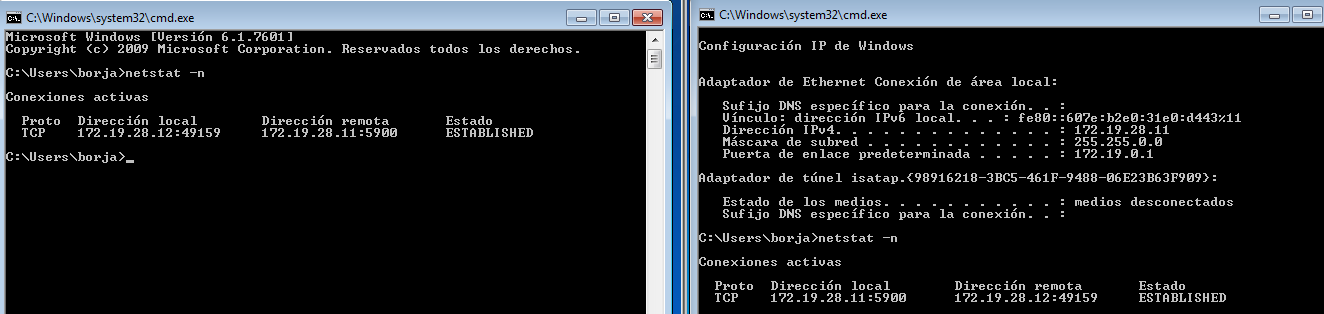 C:\Windows\system32\cmd.exe
Microsoft Windows [Versión 6.1.7601]
Copyright (c) 2009 Microsoft Corporation. Reservados todos los derechos.
C:\Users\borja>netstat -n
Conexiones activas
Proto  Dirección local          Dirección remota        Estado
TCP    172.19.28.12:49159     172.19.28.11:5900      ESTABLISHED
C:\Users\borja>_
C:\Windows\system32\cmd.exe
Configuración IP de Windows
Adaptador de Ethernet Conexión de área local:
Sufijo DNS específico para la conexión. . :
Vínculo: dirección IPv6 local. . . : fe80::607e:b2e0:31e0:d443%11
Dirección IPv4. . . . . . . . . . . . . . : 172.19.28.11
Máscara de subred . . . . . . . . . . . . : 255.255.0.0
Puerta de enlace predeterminada . . . . . : 172.19.0.1
Adaptador de túnel isatap.{98916218-3BC5-461F-9488-06E23B63F909}:
Estado de los medios. . . . . . . . . . . : medios desconectados
Sufijo DNS específico para la conexión. . :
C:\Users\borja>netstat -n
Conexiones activas
Proto  Dirección local          Dirección remota        Estado
TCP    172.19.28.11:5900      172.19.28.12:49159     ESTABLISHED